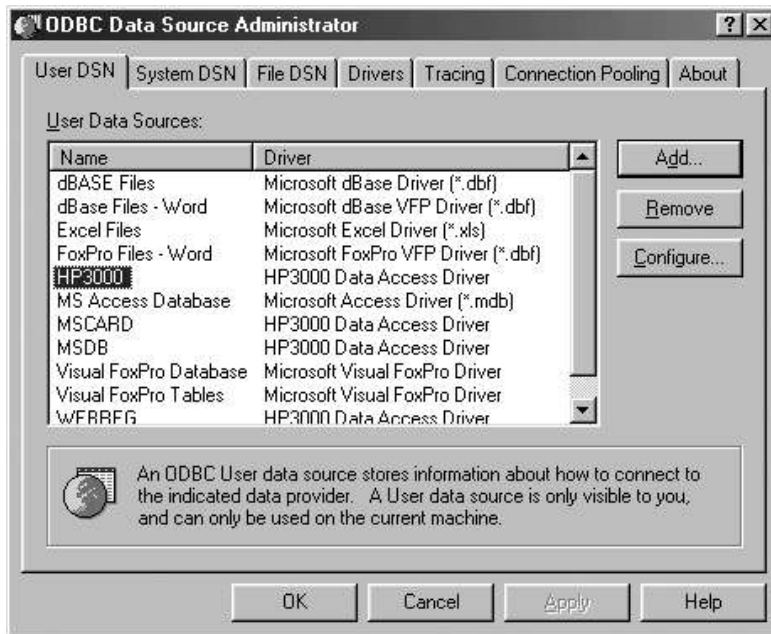 ODBC Data Source Administrator
User DSN System DSN File DSN Drivers Tracing Connection Pooling About
User Data Sources:
Name Driver
dBASE Files Microsoft dBase Driver (*.dbf)
dBase Files - Word Microsoft dBase VFP Driver (*.dbf)
Excel Files Microsoft Excel Driver (*.xls)
FoxPro Files - Word Microsoft FoxPro VFP Driver (*.dbf)
HP3000 HP3000 Data Access Driver
MS Access Database Microsoft Access Driver (*.mdb)
MSCARD HP3000 Data Access Driver
MSDB HP3000 Data Access Driver
Visual FoxPro Database Microsoft Visual FoxPro Driver
Visual FoxPro Tables Microsoft Visual FoxPro Driver
WEBREG HP3000 Data Access Driver
Add...
Remove
Configure...
An ODBC User data source stores information about how to connect to
the indicated data provider. A User data source is only visible to you,
and can only be used on the current machine.
OK Cancel Apply Help